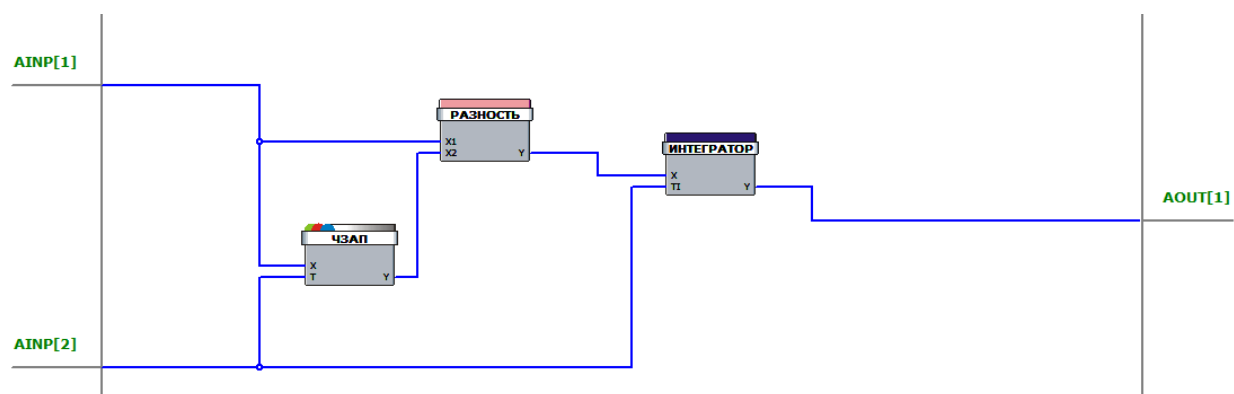 AINP[1]
РАЗНОСТЬ
X1
X2 Y
ИНТЕГРАТОР
X
TI Y
AOUT[1]
ЧЗАП
X
T Y
AINP[2]